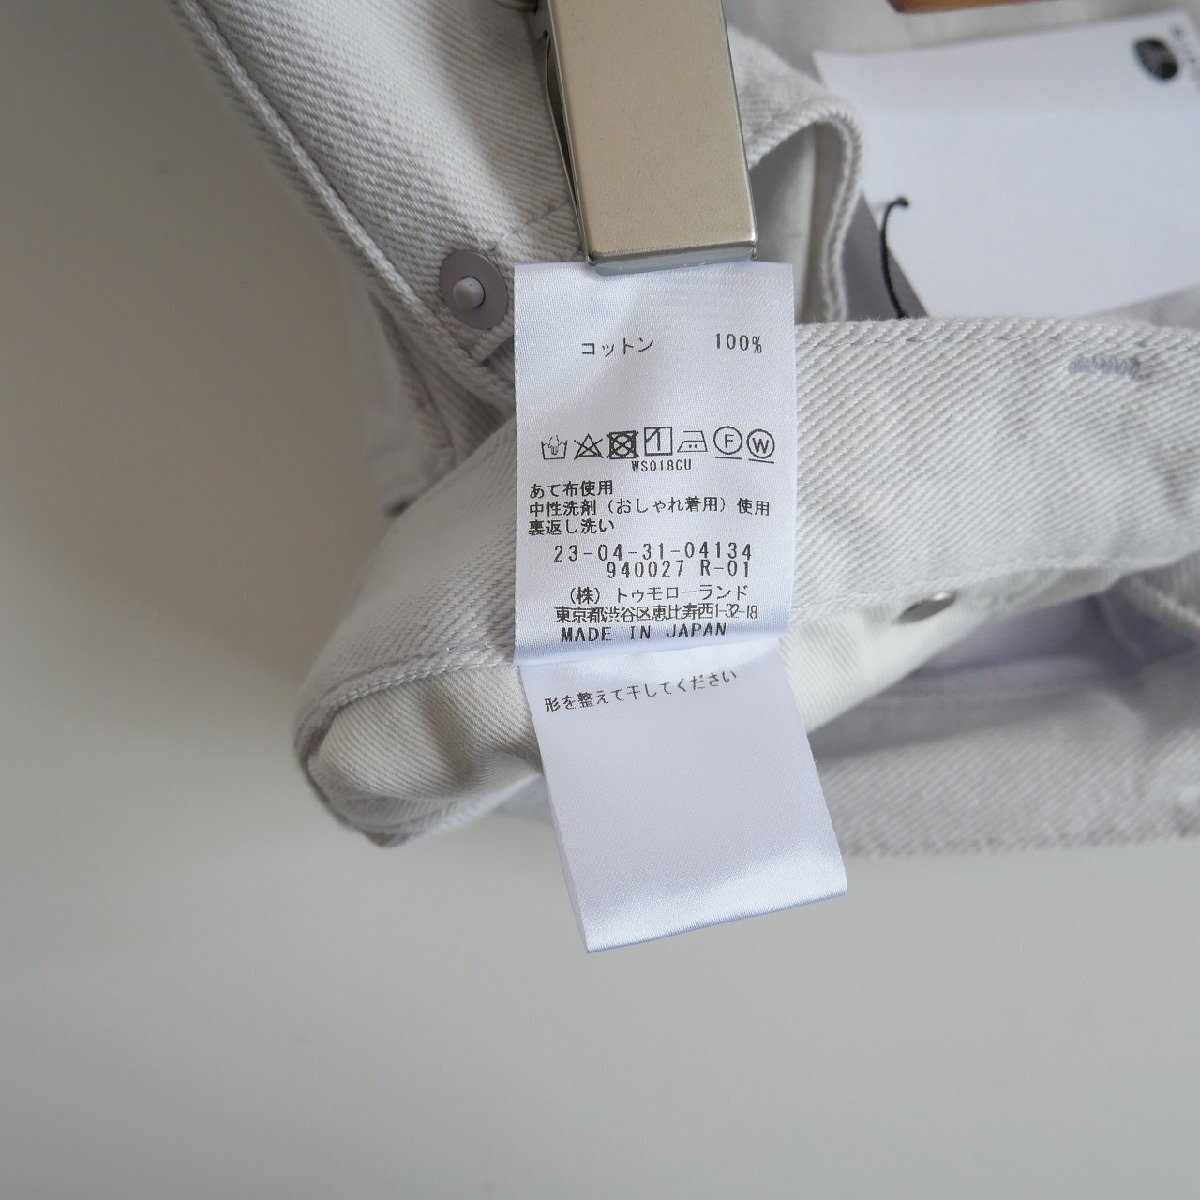 コットン 100%
F W
WS018CU
あて布使用
中性洗剤（おしゃれ着用）使用
裏返し洗い
23-04-31-04134
940027 R-01
（株）トゥモローランド
東京都渋谷区恵比寿西1-32-18
MADE IN JAPAN
形を整えて干してください